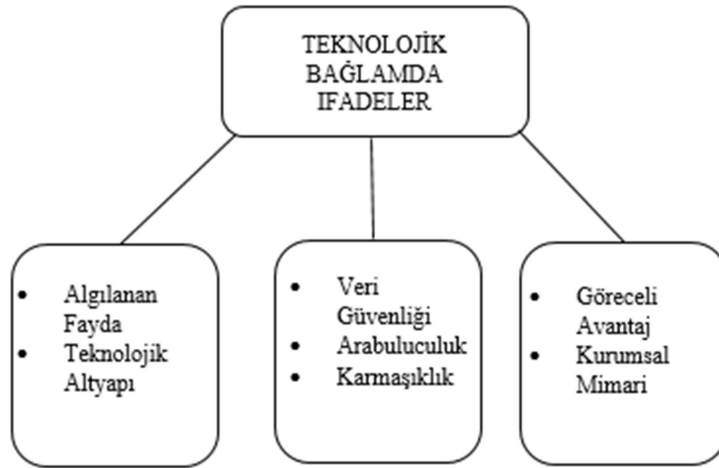 TEKNOLOJİK
BAĞLAMDA
IFADELER
• Algılanan
Fayda
• Teknolojik
Altyapı
• Veri
Güvenliği
• Arabuluculuk
• Karmaşıklık
• Göreceli
Avantaj
• Kurumsal
Mimari